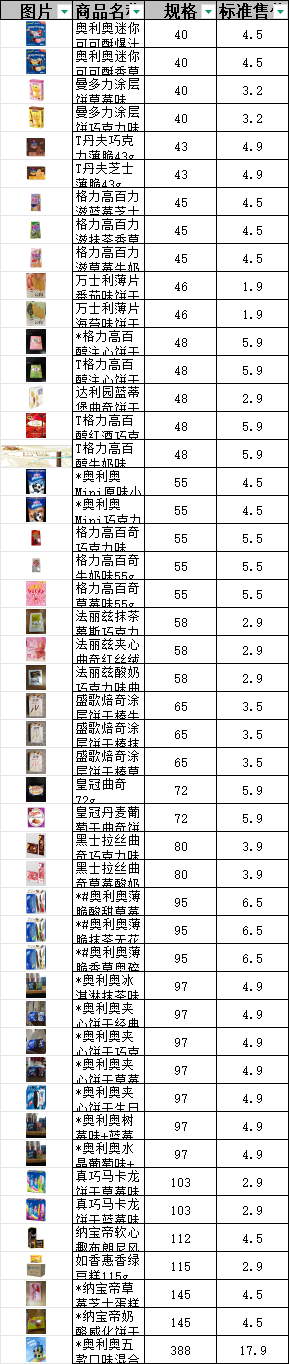 图片 商品名称 规格 标准售价
奥利奥迷你
可可酥爆汁 40 4.5
奥利奥迷你
可可酥香草 40 4.5
曼多力涂层
饼草莓味 40 3.2
曼多力涂层
饼巧克力味 40 3.2
T丹夫巧克
力薄脆43g 43 4.9
T丹夫芝士
薄脆43g 43 4.9
格力高百力
滋蓝莓芝士 45 4.5
格力高百力
滋抹茶香草 45 4.5
格力高百力
滋草莓牛奶 45 4.5
万士利薄片
番茄味饼干 46 1.9
万士利薄片
海苔味饼干 46 1.9
*格力高百
醇注心饼干 48 5.9
T格力高百
醇注心饼干 48 5.9
达利园蓝蒂
堡曲奇饼干 48 2.9
T格力高百
醇红酒巧克 48 5.9
T格力高百
醇牛奶味 48 5.9
*奥利奥
Mini原味小 55 4.5
*奥利奥
Mini巧克力 55 4.5
格力高百奇
巧克力味 55 5.5
格力高百奇
牛奶味55g 55 5.5
格力高百奇
草莓味55g 55 5.5
法丽兹抹茶
慕斯巧克力 58 2.9
法丽兹夹心
曲奇红丝绒 58 2.9
法丽兹酸奶
巧克力味曲 58 2.9
盛歌焙奇涂
层饼干榛牛 65 3.5
盛歌焙奇涂
层饼干榛抹 65 3.5
盛歌焙奇涂
层饼干榛草 65 3.5
皇冠曲奇
72g 72 5.9
皇冠丹麦葡
萄干曲奇饼 72 5.9
黑士拉丝曲
奇巧克力味 80 3.9
黑士拉丝曲
奇草莓酸奶 80 3.9
*#奥利奥薄
脆酸甜草莓 95 6.5
*#奥利奥薄
脆抹茶无花 95 6.5
*#奥利奥薄
脆香草奥碎 95 6.5
*奥利奥冰
淇淋抹茶味 97 4.9
*奥利奥夹
心饼干经典 97 4.9
*奥利奥夹
心饼干巧克 97 4.9
*奥利奥夹
心饼干草莓 97 4.9
*奥利奥夹
心饼干生日 97 4.9
*奥利奥树
莓味+蓝莓 97 4.9
*奥利奥水
晶葡萄味+ 97 4.9
真巧马卡龙
饼干草莓味 103 2.9
真巧马卡龙
饼干蓝莓味 103 2.9
纳宝帝软心
趣布朗尼风 112 4.5
如香惠香绿
豆糕115g 115 2.9
*纳宝帝草
莓芝士蛋糕 145 4.5
*纳宝帝奶
酪威化饼干 145 4.5
*奥利奥五
款口味混合 388 17.9